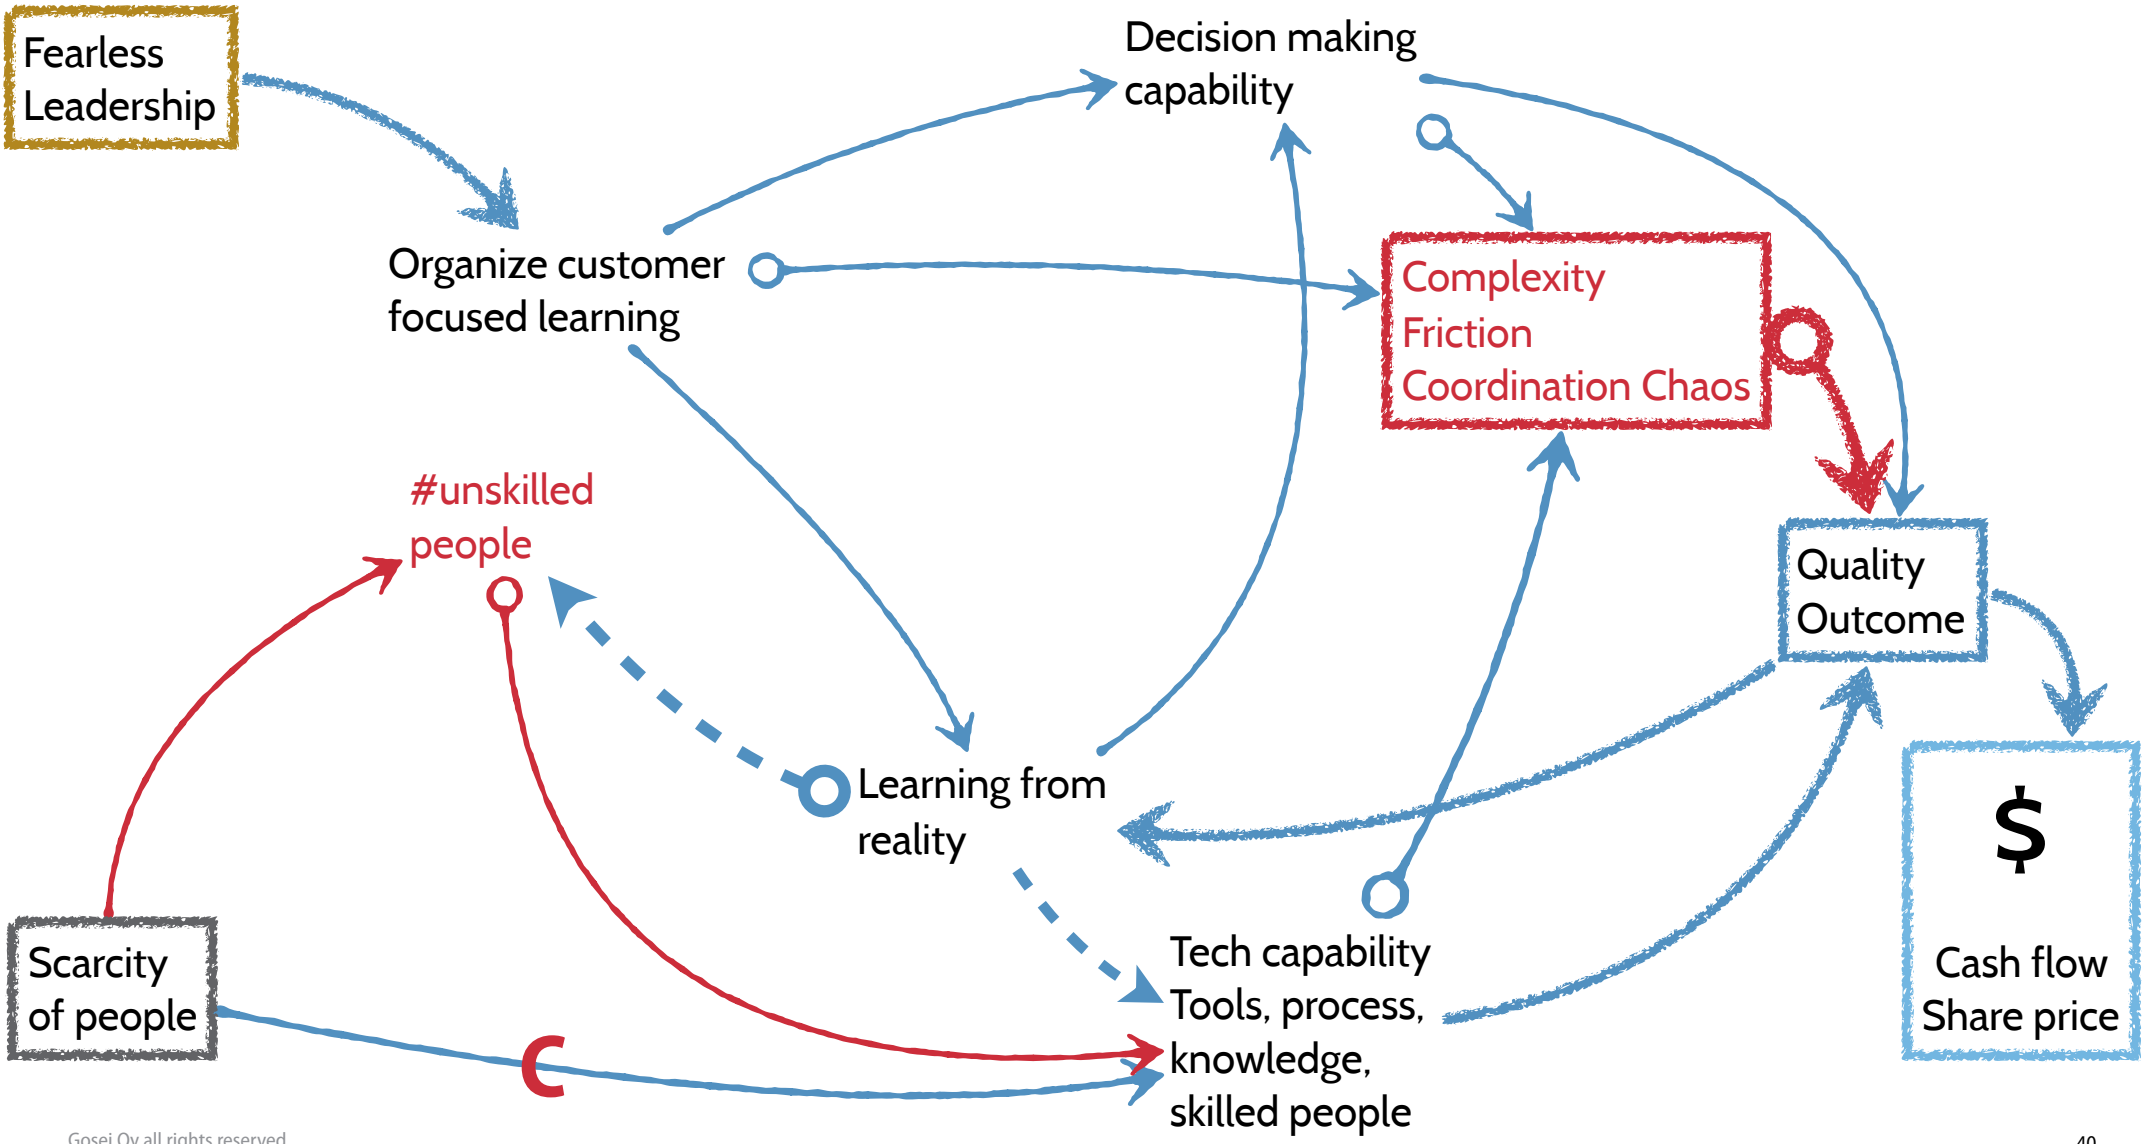 Fearless
Leadership
Decision making
capability
Organize customer
focused learning
Complexity
Friction
Coordination Chaos
#unskilled
people
Quality
Outcome
Learning from
reality
$
Cash flow
Share price
Scarcity
of people
C
Tech capability
Tools, process,
knowledge,
skilled people
Gosei Oy all rights reserved
40